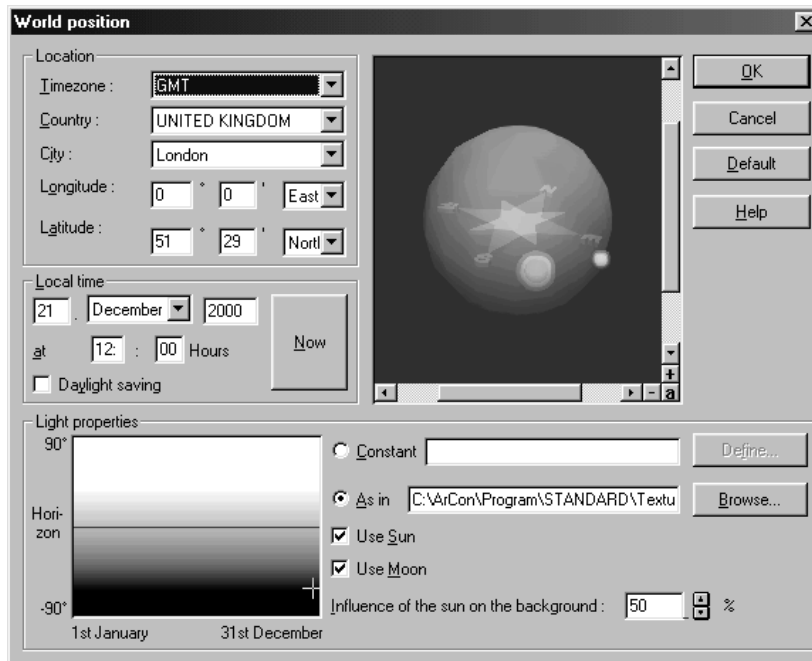 World position
Location
Timezone : GMT
Country : UNITED KINGDOM
City : London
Longitude : 0 ° 0 ' East
Latitude : 51 ° 29 ' Nortl
Local time
21 . December 2000
at 12: : 00 Hours
Now
Daylight saving
N
+
- a
OK
Cancel
Default
Help
Light properties
90°
Hori-
zon
-90°
1st January 31st December
Constant Define...
As in C:\ArCon\Program\STANDARD\Textu Browse...
Use Sun
Use Moon
Influence of the sun on the background : 50 %